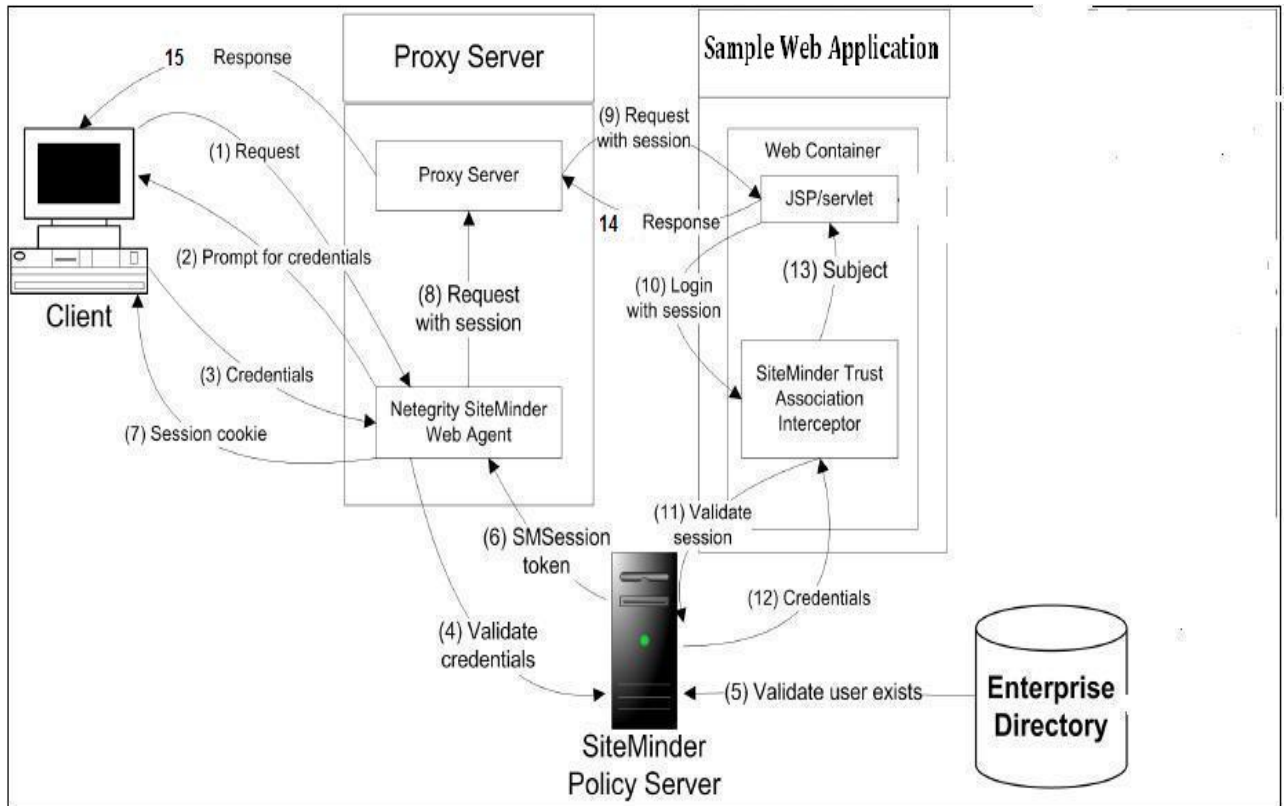 Proxy Server
Sample Web Application
15 Response
(1) Request
(9) Request
with session
Web Container
Proxy Server
JSP/servlet
14 Response
(2) Prompt for credentials
(8) Request
with session
(10) Login
with session
(13) Subject
Client
(3) Credentials
Netegrity SiteMinder
Web Agent
SiteMinder Trust
Association
Interceptor
(7) Session cookie
(6) SMSession
token
(11) Validate
session
(12) Credentials
(4) Validate
credentials
(5) Validate user exists
Enterprise
Directory
SiteMinder
Policy Server